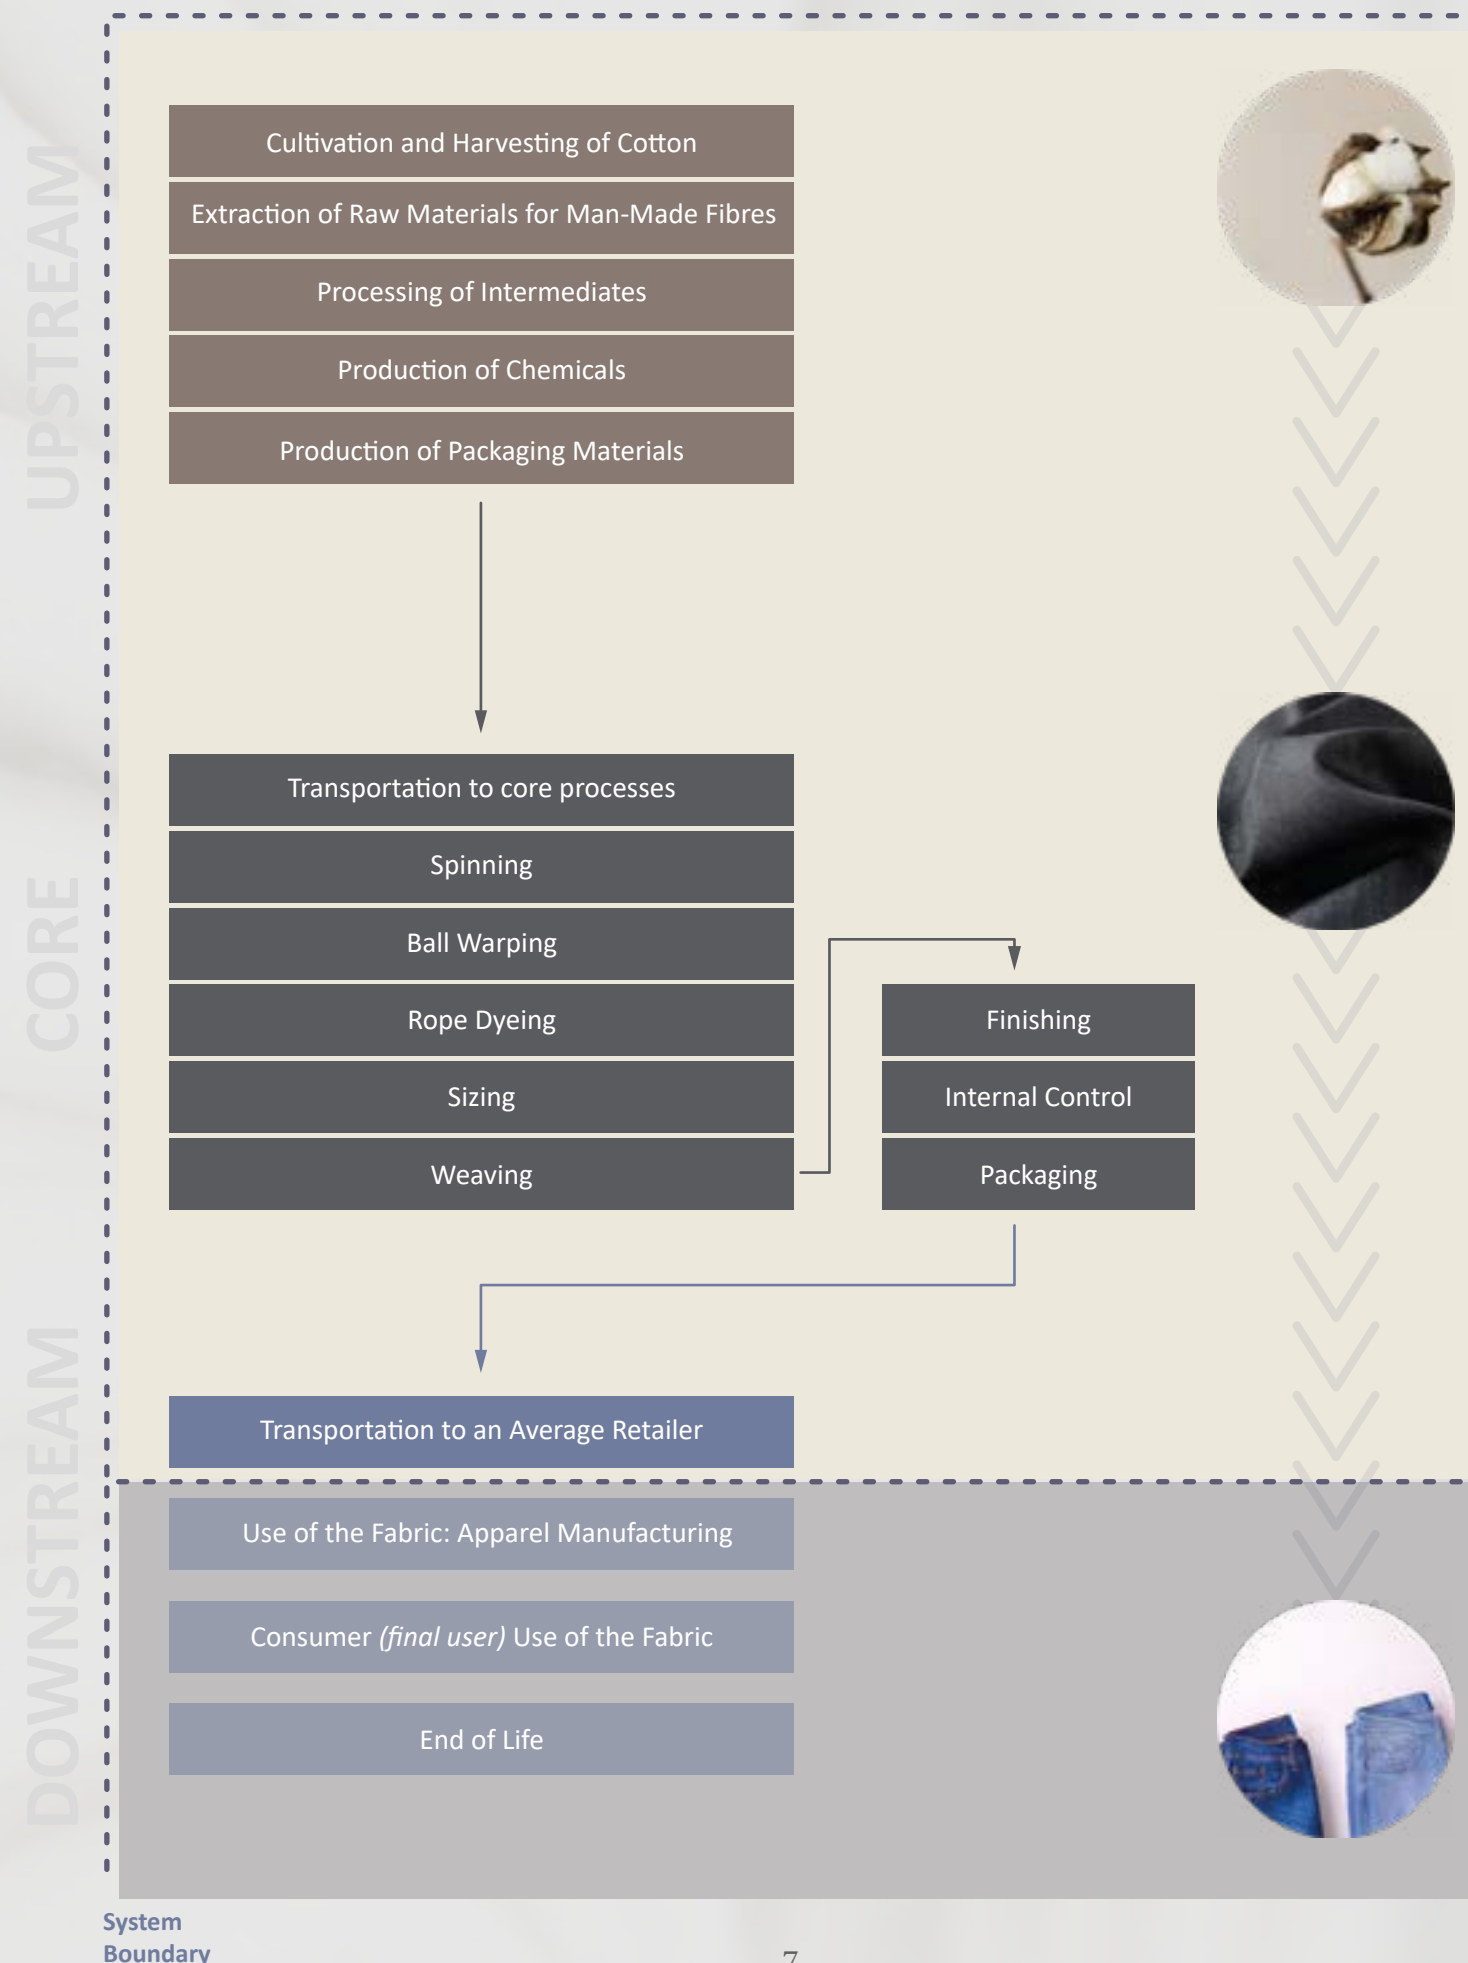 UPSTREAM
Cultivation and Harvesting of Cotton
Extraction of Raw Materials for Man-Made Fibres
Processing of Intermediates
Production of Chemicals
Production of Packaging Materials
CORE
Transportation to core processes
Spinning
Ball Warping
Rope Dyeing
Sizing
Weaving
Finishing
Internal Control
Packaging
DOWNSTREAM
Transportation to an Average Retailer
Use of the Fabric: Apparel Manufacturing
Consumer (final user) Use of the Fabric
End of Life
System
Boundary
7